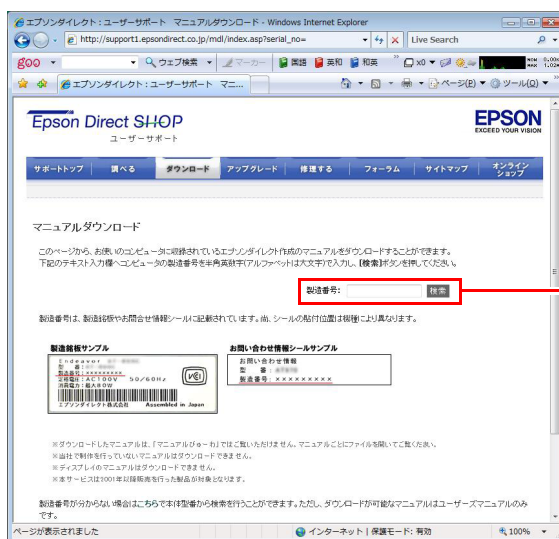 エプソンダイレクト：ユーザーサポート　マニュアルダウンロード - Windows Internet Explorer
http://support1.epsondirect.co.jp/mdl/index.asp?serial_no=
Live Search
goo
ウェブ検索
マーカー
国語
英和
和英
x0
エプソンダイレクト：ユーザーサポート　マニ...
ページ(P)
ツール(O)
Epson Direct SHOP
ユーザーサポート
EPSON
EXCEED YOUR VISION
サポートトップ
調べる
ダウンロード
アップグレード
修理する
フォーラム
サイトマップ
オンライン
ショップ
マニュアルダウンロード
このページから、お使いのコンピュータに収録されているエプソンダイレクト作成のマニュアルをダウンロードすることができます。
下記のテキスト入力欄へコンピュータの製造番号を半角英数字(アルファベットは大文字)で入力し、【検索】ボタンを押してください。
製造番号:
検索
製造番号は、製造銘板やお問合せ情報シールに記載されています。尚、シールの貼付位置は機種により異なります。
製造銘板サンプル
お問い合わせ情報シールサンプル
Endeavor
型　番:
製造番号:×××××××××
定格電圧:AC100V　50/60Hz
消費電力:最大80W
エプソンダイレクト株式会社　Assembled in Japan
お問い合わせ情報
型　番:
製造番号:×××××××××
※ダウンロードしたマニュアルは、「マニュアルびゅーわ」ではご覧いただけません。マニュアルごとにファイルを開いてご覧ください。
※当社で制作を行っていないマニュアルはダウンロードできません。
※ディスプレイのマニュアルはダウンロードできません。
※本サービスは2001年以降販売を行った製品が対象となります。
製造番号が分からない場合はこちらで本体型番から検索を行うことができます。ただし、ダウンロードが可能なマニュアルはユーザーズマニュアルのみ
です。
ページが表示されました
インターネット | 保護モード: 有効
100%